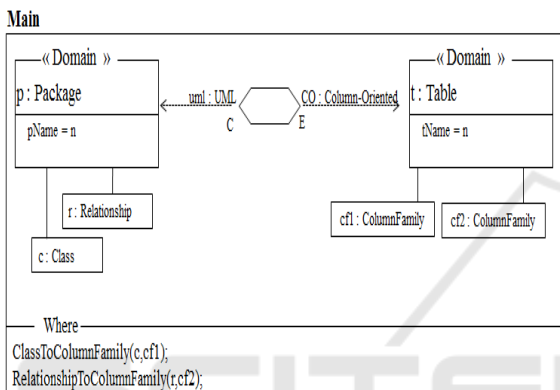 Main
« Domain »
p : Package
pName = n
r : Relationship
c : Class
uml : UML
C
CO : Column-Oriented
E
« Domain »
t : Table
tName = n
cf1 : ColumnFamily
cf2 : ColumnFamily
Where
ClassToColumnFamily(c,cf1);
RelationshipToColumnFamily(r,cf2);